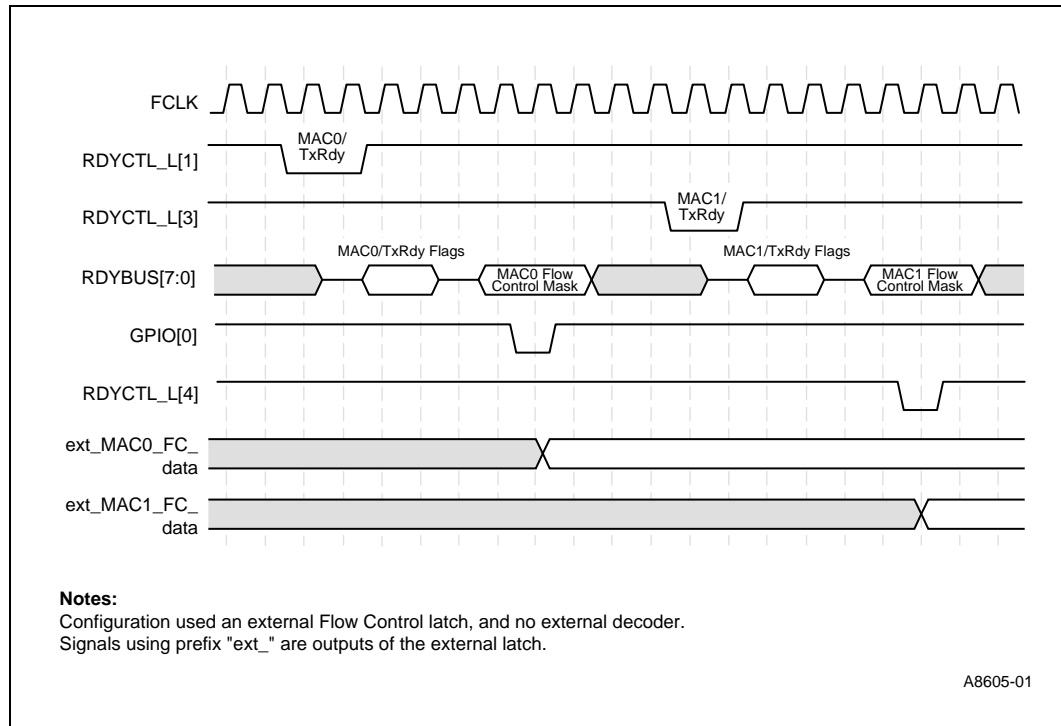 FCLK
MAC0/
TxRdy
RDYCTL_L[1]
MAC1/
TxRdy
RDYCTL_L[3]
MAC0/TxRdy Flags
MAC1/TxRdy Flags
RDYBUS[7:0]
MAC0 Flow
Control Mask
MAC1 Flow
Control Mask
GPIO[0]
RDYCTL_L[4]
ext_MAC0_FC_
data
ext_MAC1_FC_
data
Notes:
Configuration used an external Flow Control latch, and no external decoder.
Signals using prefix "ext_" are outputs of the external latch.
A8605-01